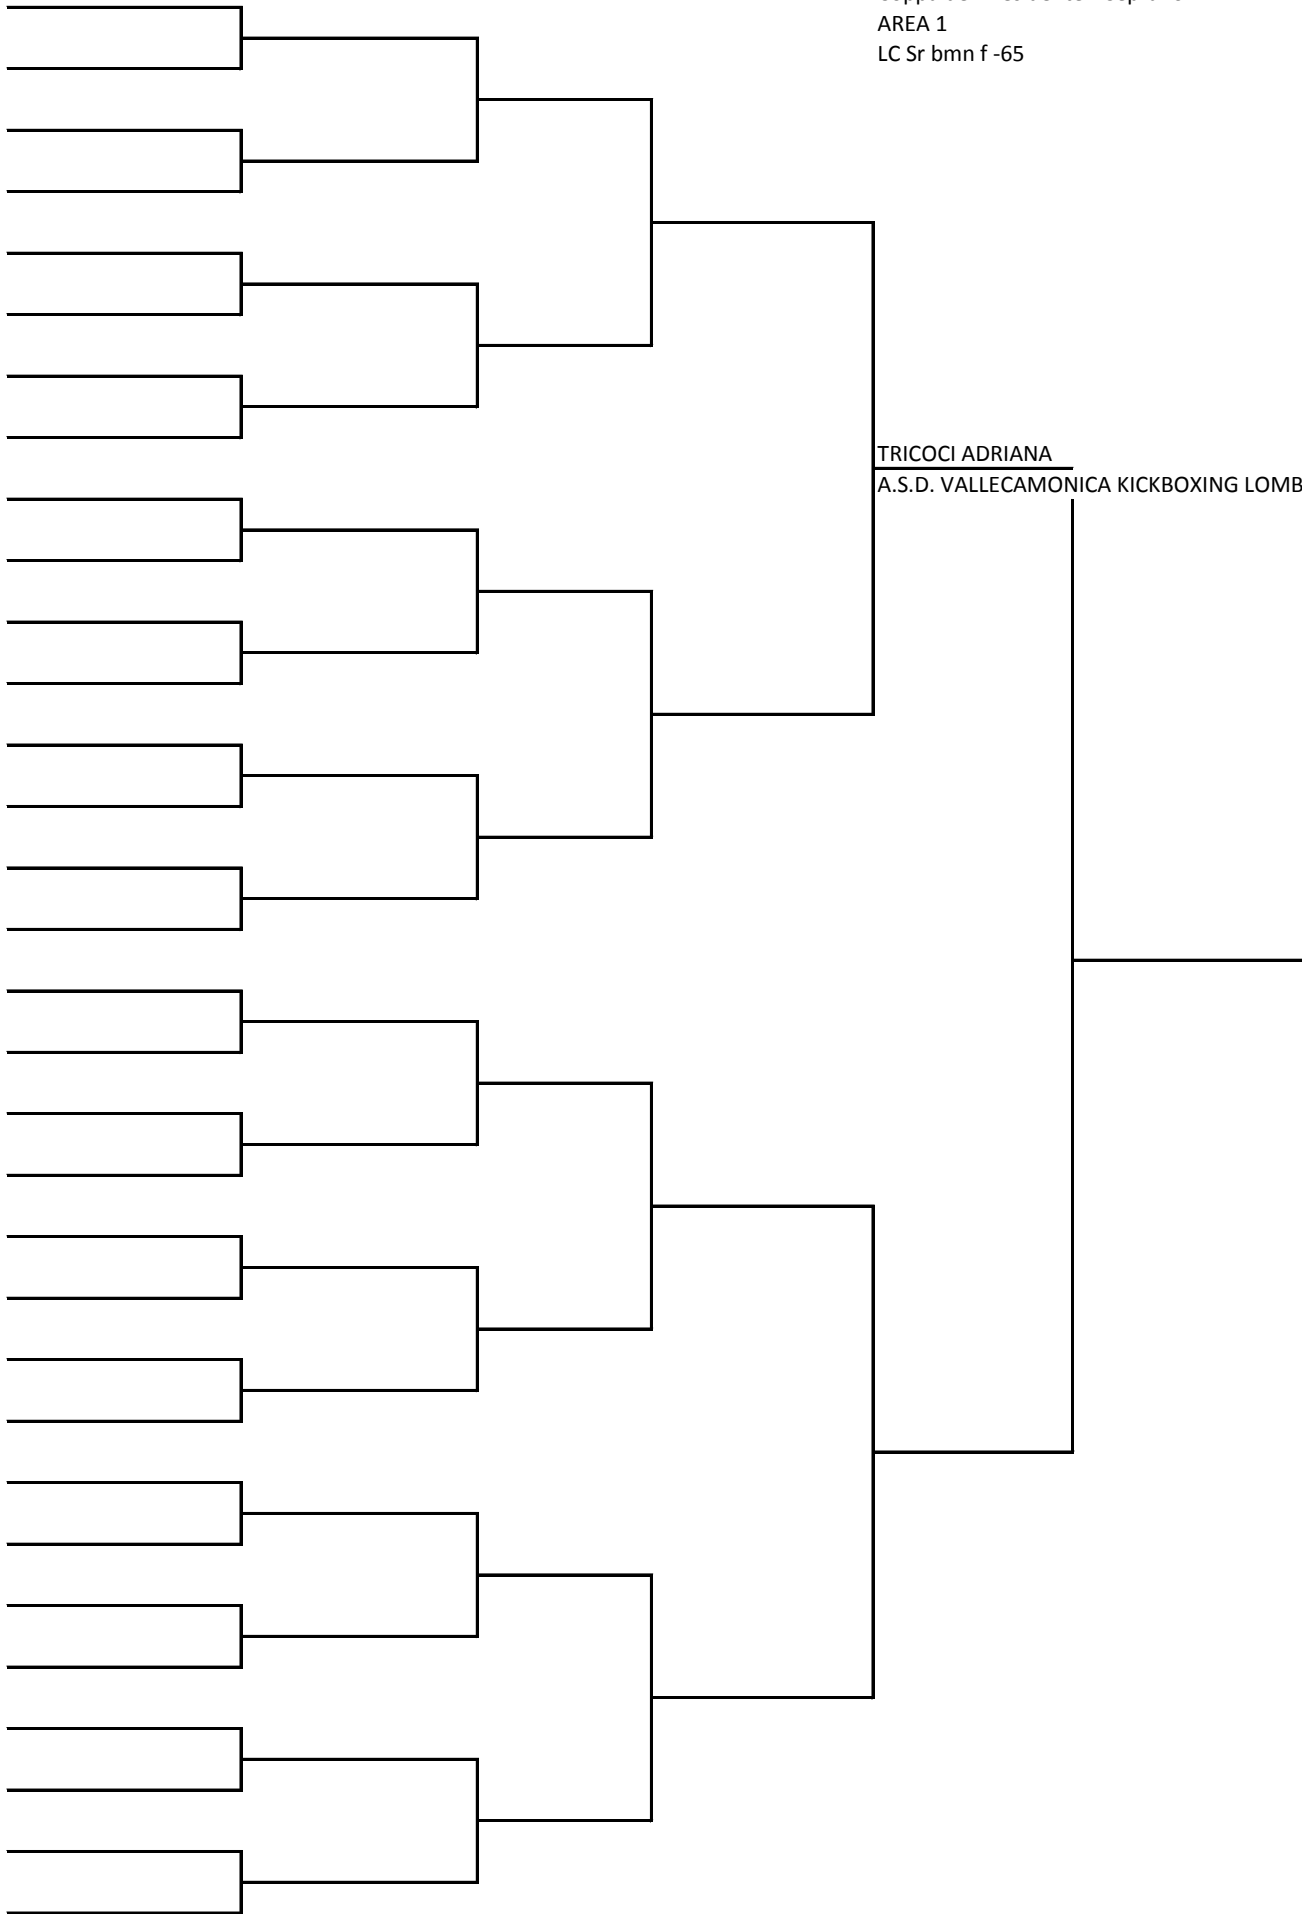 AREA 1
LC Sr bmn f -65
TRICOCI ADRIANA
A.S.D. VALLECAMONICA KICKBOXING LOMB